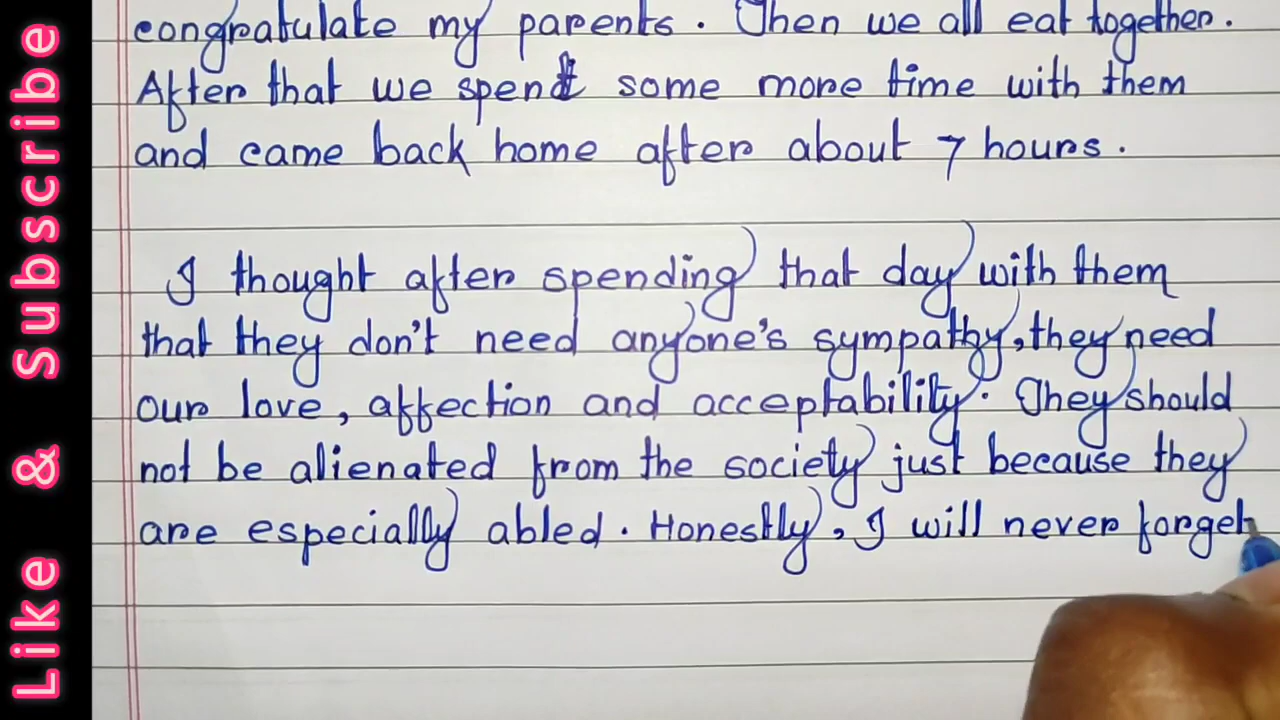 Like & Subscribe
congratulate my parents. Then we all eat together.
After that we spent some more time with them
and came back home after about 7 hours.
I thought after spending that day with them
that they don't need anyone's sympathy, they need
our love, affection and acceptability. They should
not be alienated from the society just because they
are especially abled. Honestly, I will never forget